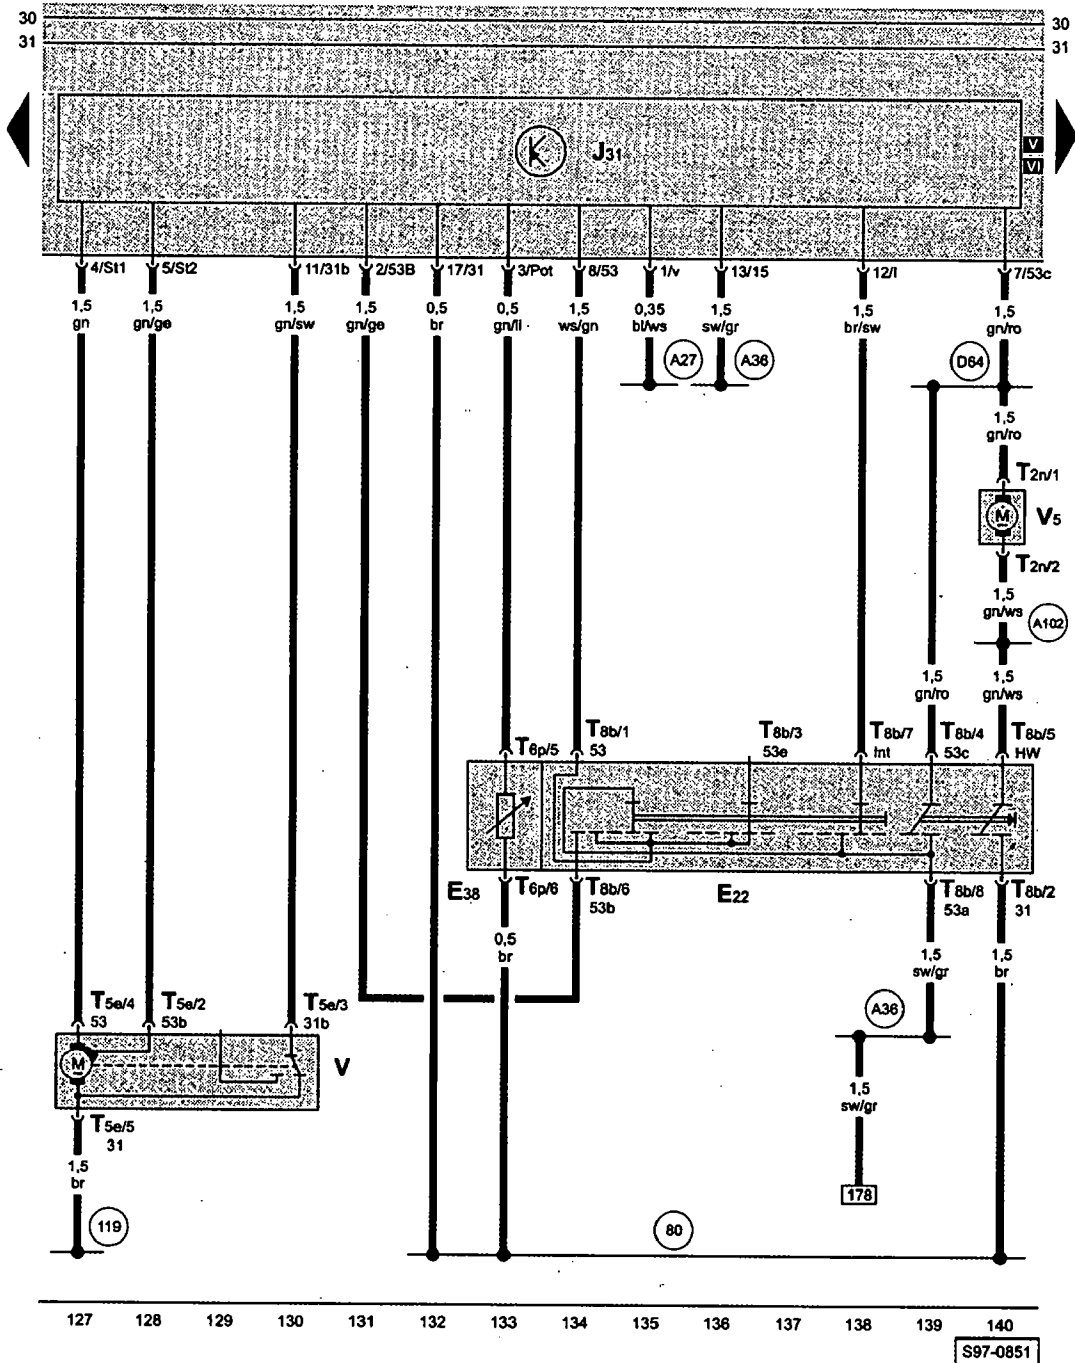 30 30
31 31
J31
V
VI
4/St1 5/St2 11/31b 2/53B 17/31 3/Pot 8/53 1/v 13/15 12/I 7/53c
1,5 1,5 1,5 1,5 0,5 0,5 1,5 0,35 1,5 1,5 1,5
gn gn/ge gn/sw gn/ge br gn/li ws/gn bl/ws sw/gr br/sw gn/ro
A27 A36 D64
1,5
gn/ro
T2n/1
M V5
T2n/2
1,5
gn/ws
A102
1,5 1,5
gn/ro gn/ws
T6p/5 T8b/1 T8b/3 T8b/7 T8b/4 T8b/5
53 53e Int 53c HW
E38 T6p/6 T8b/6 E22 T8b/8 T8b/2
53b 53a 31
0,5 1,5 1,5
br sw/gr br
T5e/4 T5e/2 T5e/3 A36
53 53b 31b
M V
1,5
sw/gr
T5e/5
31
1,5
br
178
119 80
127 128 129 130 131 132 133 134 135 136 137 138 139 140
S97-0851